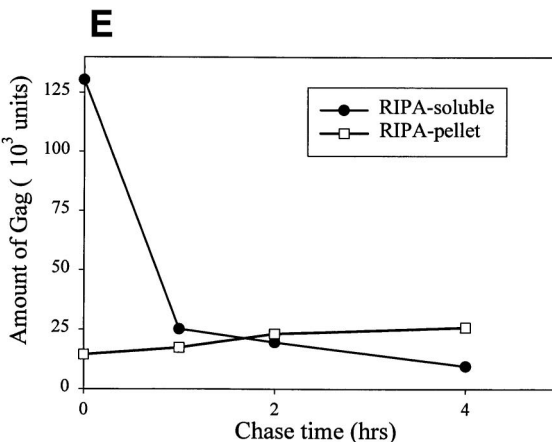 E
Amount of Gag ( 10³ units)
125
100
75
50
25
0
RIPA-soluble
RIPA-pellet
0 2 4
Chase time (hrs)